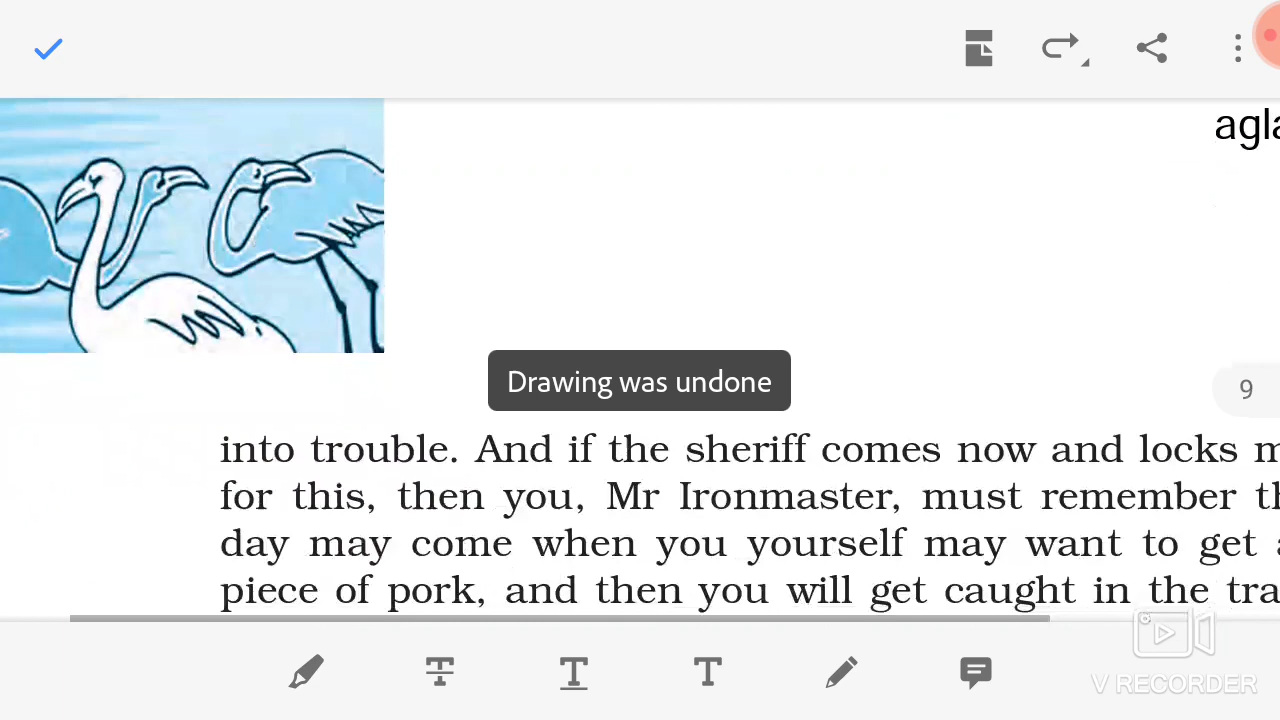 agla
Drawing was undone
9
into trouble. And if the sheriff comes now and locks m
for this, then you, Mr Ironmaster, must remember th
day may come when you yourself may want to get a
piece of pork, and then you will get caught in the tra
V RECORDER